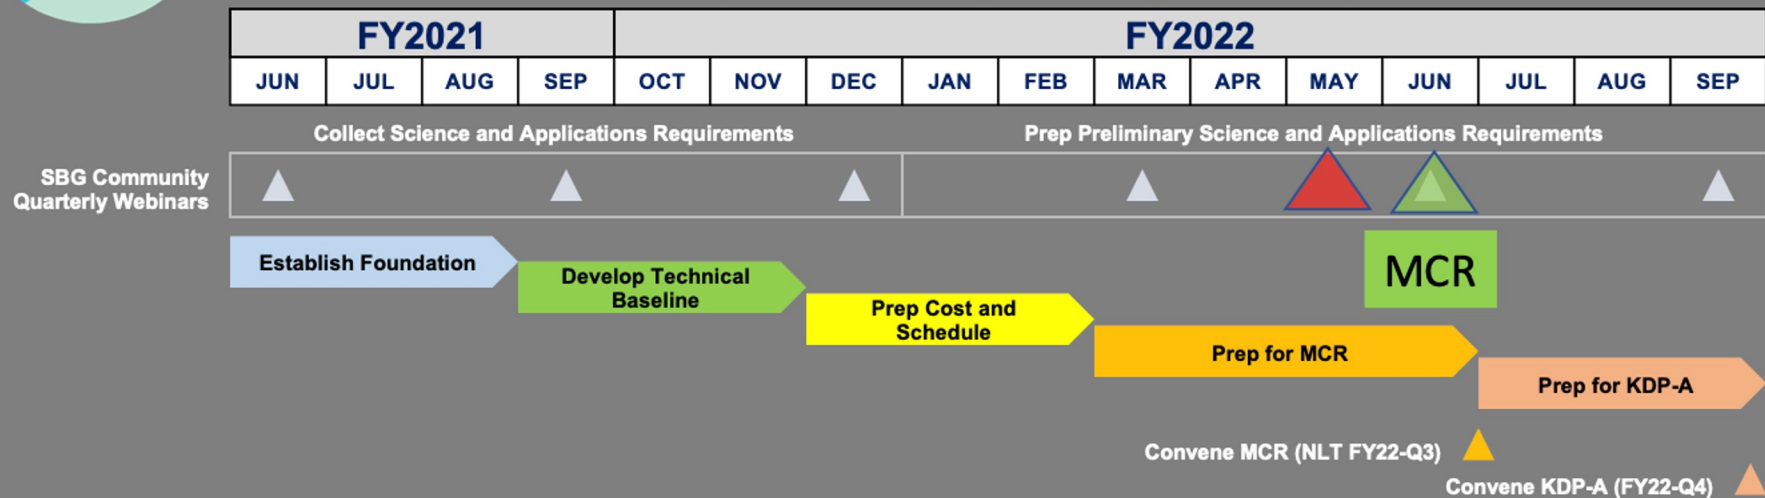 FY2021 FY2022
JUN JUL AUG SEP OCT NOV DEC JAN FEB MAR APR MAY JUN JUL AUG SEP
Collect Science and Applications Requirements Prep Preliminary Science and Applications Requirements
SBG Community
Quarterly Webinars
Establish Foundation
Develop Technical
Baseline
MCR
Prep Cost and
Schedule
Prep for MCR
Prep for KDP-A
Convene MCR (NLT FY22-Q3)
Convene KDP-A (FY22-Q4)